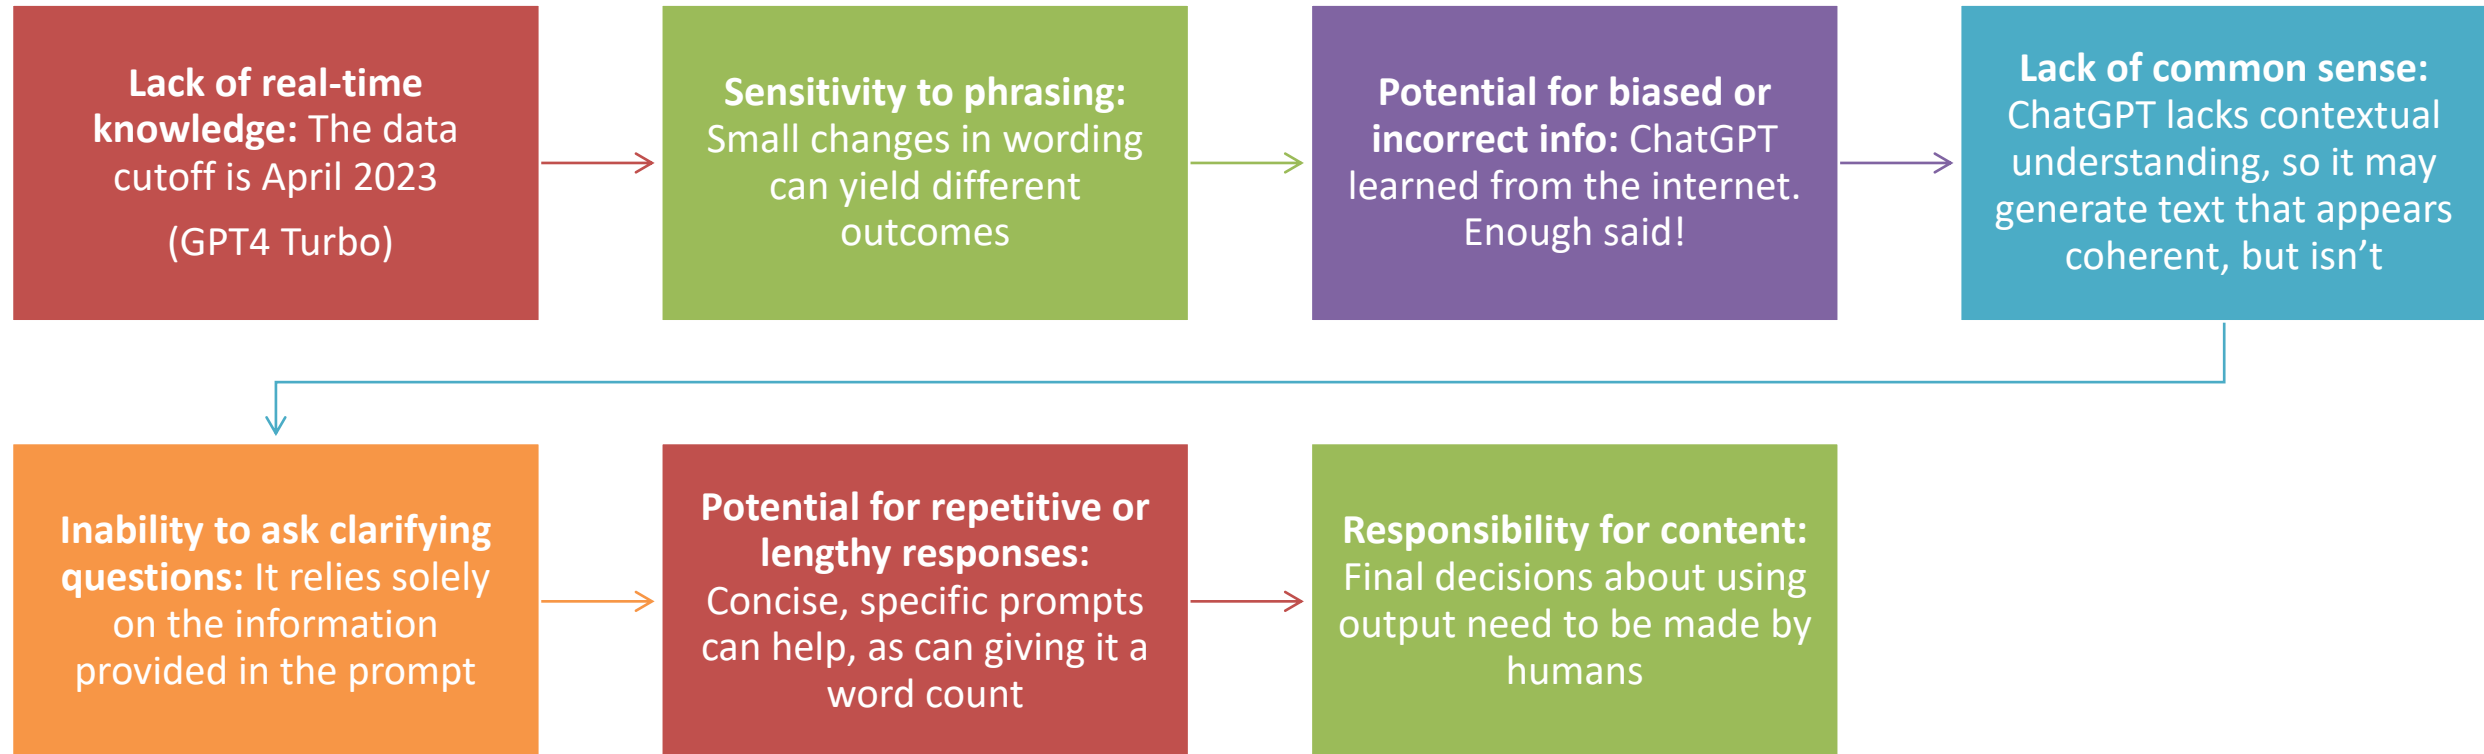 Lack of real-time
knowledge: The data
cutoff is April 2023
(GPT4 Turbo)
Sensitivity to phrasing:
Small changes in wording
can yield different
outcomes
Potential for biased or
incorrect info: ChatGPT
learned from the internet.
Enough said!
Lack of common sense:
ChatGPT lacks contextual
understanding, so it may
generate text that appears
coherent, but isn’t
Inability to ask clarifying
questions: It relies solely
on the information
provided in the prompt
Potential for repetitive or
lengthy responses:
Concise, specific prompts
can help, as can giving it a
word count
Responsibility for content:
Final decisions about using
output need to be made by
humans